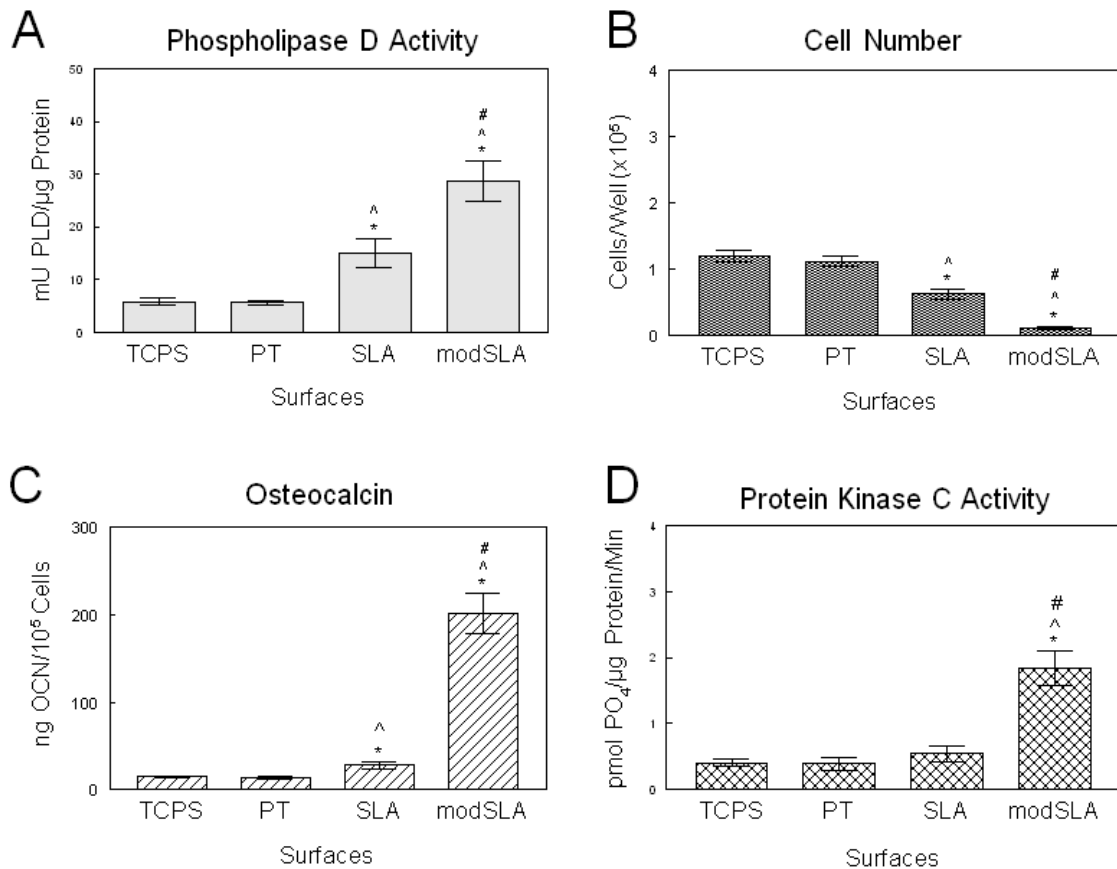 A
Phospholipase D Activity
mU PLD/µg Protein
50
40
30
20
10
0
^
*
#
^
*
TCPS PT SLA modSLA
Surfaces
B
Cell Number
Cells/Well (x10⁵)
4
3
2
1
0
^
*
#
^
*
TCPS PT SLA modSLA
Surfaces
C
Osteocalcin
ng OCN/10⁵ Cells
300
200
100
0
^
*
#
^
*
TCPS PT SLA modSLA
Surfaces
D
Protein Kinase C Activity
pmol PO₄/µg Protein/Min
4
3
2
1
0
#
^
*
TCPS PT SLA modSLA
Surfaces